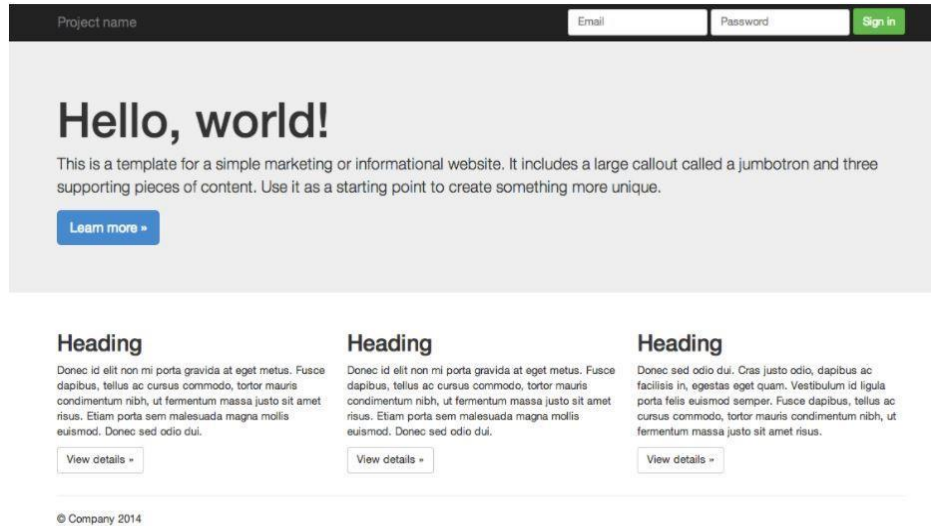 Project name
Email
Password
Sign in
Hello, world!
This is a template for a simple marketing or informational website. It includes a large callout called a jumbotron and three
supporting pieces of content. Use it as a starting point to create something more unique.
Learn more »
Heading
Donec id elit non mi porta gravida at eget metus. Fusce
dapibus, tellus ac cursus commodo, tortor mauris
condimentum nibh, ut fermentum massa justo sit amet
risus. Etiam porta sem malesuada magna mollis
euismod. Donec sed odio dui.
View details »
Heading
Donec id elit non mi porta gravida at eget metus. Fusce
dapibus, tellus ac cursus commodo, tortor mauris
condimentum nibh, ut fermentum massa justo sit amet
risus. Etiam porta sem malesuada magna mollis
euismod. Donec sed odio dui.
View details »
Heading
Donec sed odio dui. Cras justo odio, dapibus ac
facilisis in, egestas eget quam. Vestibulum id ligula
porta felis euismod semper. Fusce dapibus, tellus ac
cursus commodo, tortor mauris condimentum nibh, ut
fermentum massa justo sit amet risus.
View details »
© Company 2014